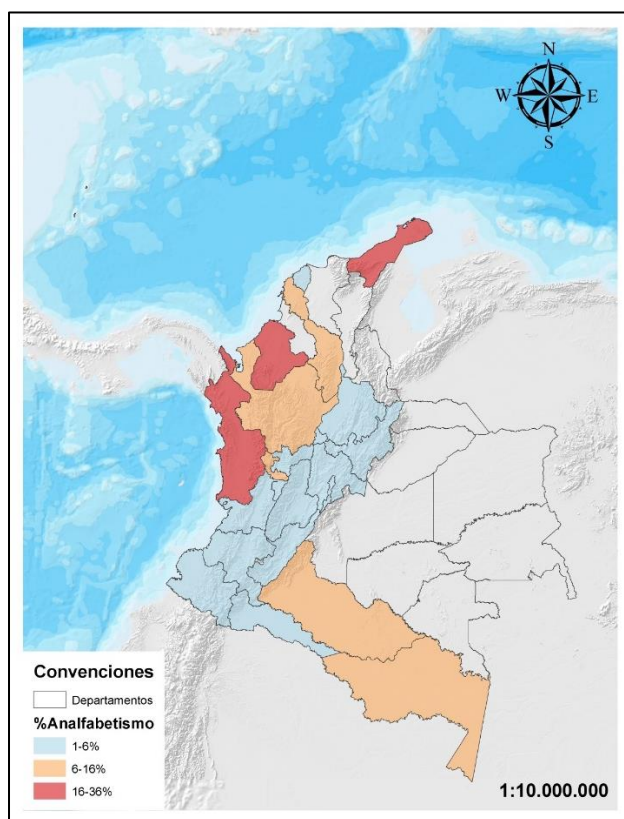 N
W E
S
Convenciones
Departamentos
%Analfabetismo
1-6%
6-16%
16-36%
1:10.000.000